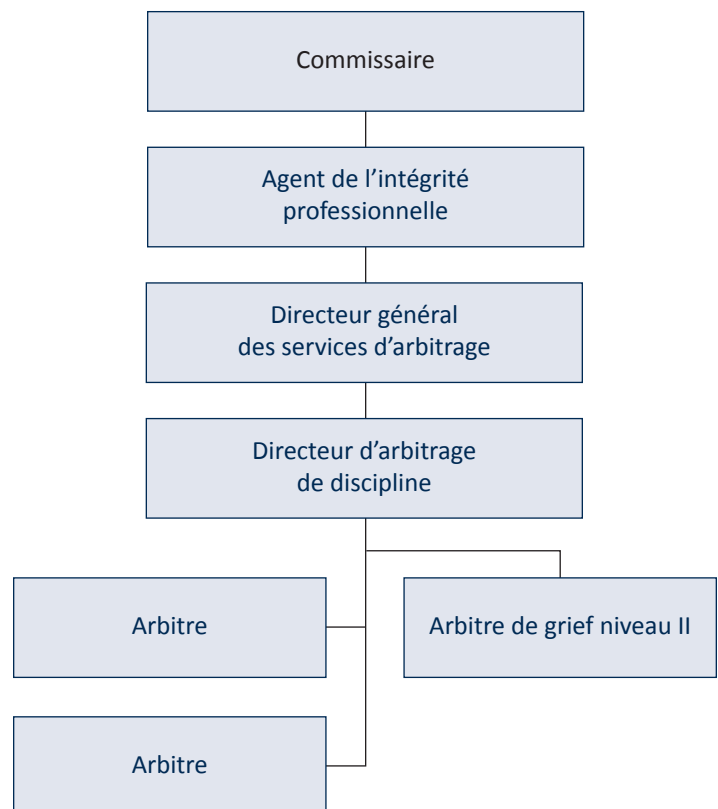 Commissaire
Agent de l’intégrité
professionnelle
Directeur général
des services d’arbitrage
Directeur d’arbitrage
de discipline
Arbitre
Arbitre de grief niveau II
Arbitre